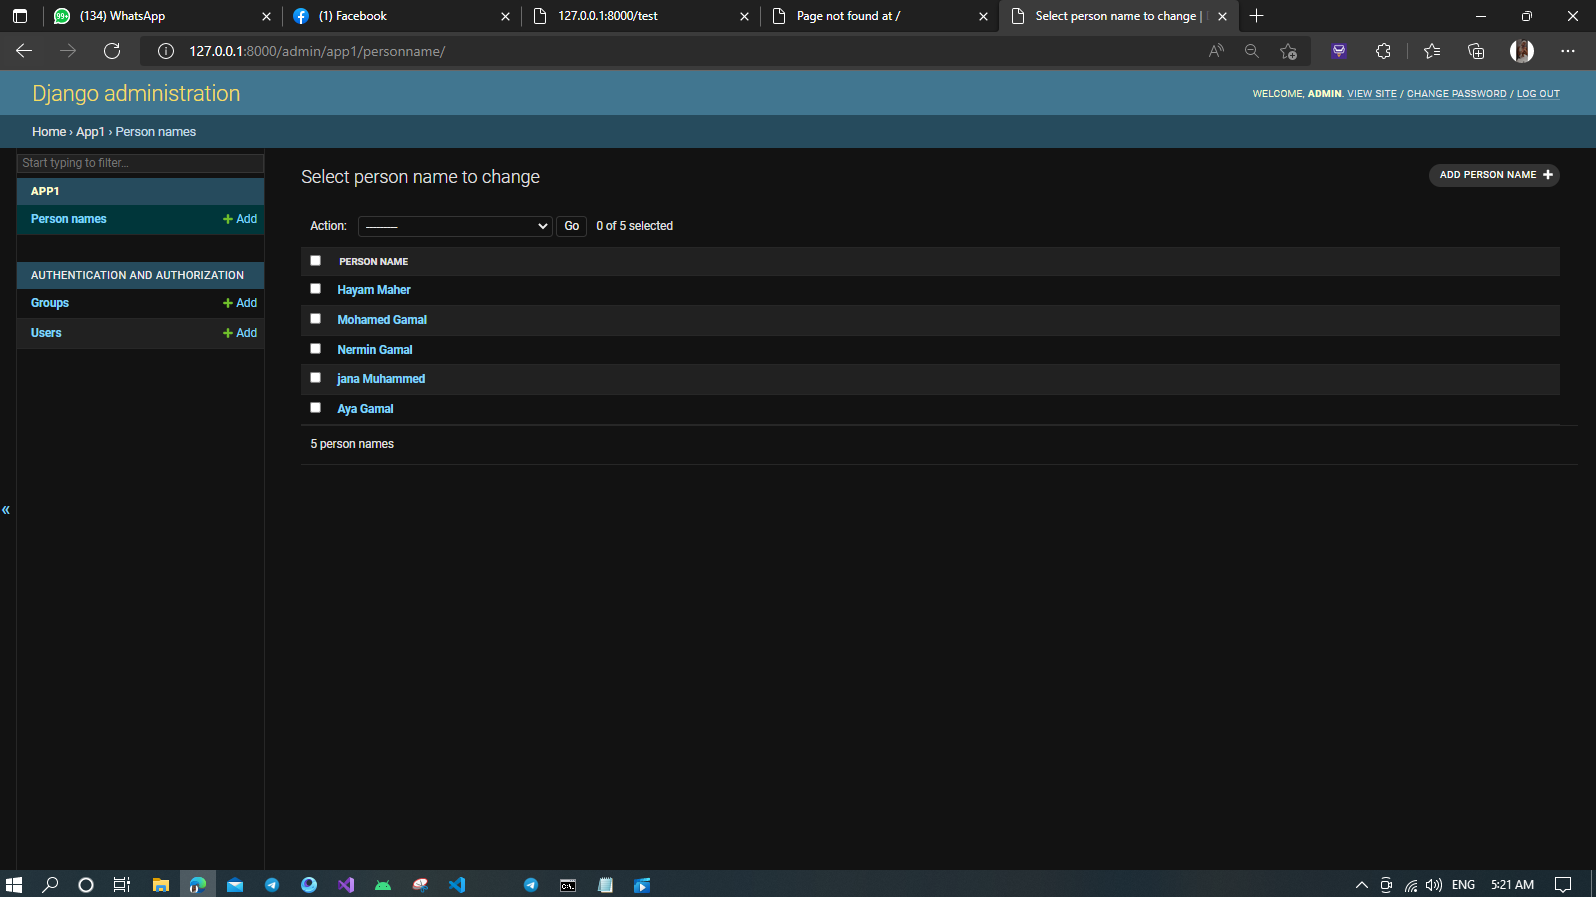 (134) WhatsApp
(1) Facebook
127.0.0.1:8000/test
Page not found at /
Select person name to change |
127.0.0.1:8000/admin/app1/personname/
Django administration
WELCOME, ADMIN. VIEW SITE / CHANGE PASSWORD / LOG OUT
Home › App1 › Person names
Start typing to filter...
APP1
Person names
+ Add
AUTHENTICATION AND AUTHORIZATION
Groups
+ Add
Users
+ Add
«
Select person name to change
ADD PERSON NAME +
Action: --------- Go 0 of 5 selected
PERSON NAME
Hayam Maher
Mohamed Gamal
Nermin Gamal
jana Muhammed
Aya Gamal
5 person names
ENG
5:21 AM